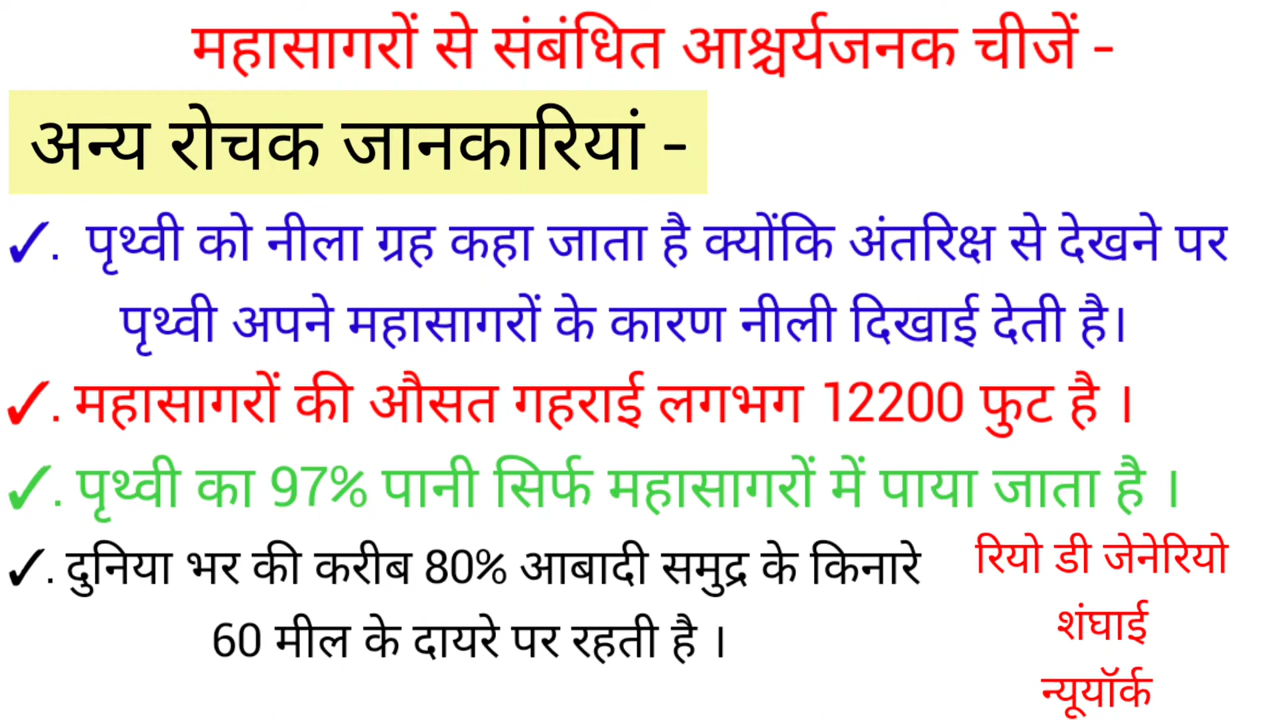 महासागरों से संबंधित आश्चर्यजनक चीजें -
अन्य रोचक जानकारियां -
✓. पृथ्वी को नीला ग्रह कहा जाता है क्योंकि अंतरिक्ष से देखने पर
पृथ्वी अपने महासागरों के कारण नीली दिखाई देती है।
✓. महासागरों की औसत गहराई लगभग 12200 फुट है ।
✓. पृथ्वी का 97% पानी सिर्फ महासागरों में पाया जाता है ।
✓. दुनिया भर की करीब 80% आबादी समुद्र के किनारे
60 मील के दायरे पर रहती है ।
रियो डी जेनेरियो
शंघाई
न्यूयॉर्क